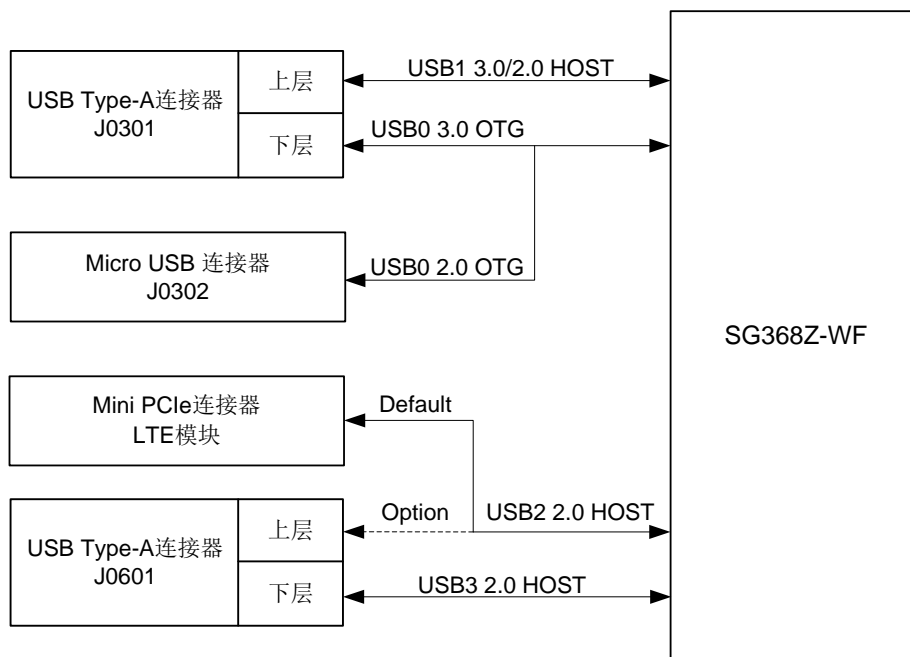 USB Type-A连接器
J0301
上层
下层
USB1 3.0/2.0 HOST
USB0 3.0 OTG
Micro USB 连接器
J0302
USB0 2.0 OTG
SG368Z-WF
Mini PCIe连接器
LTE模块
Default
USB Type-A连接器
J0601
上层
下层
Option
USB2 2.0 HOST
USB3 2.0 HOST